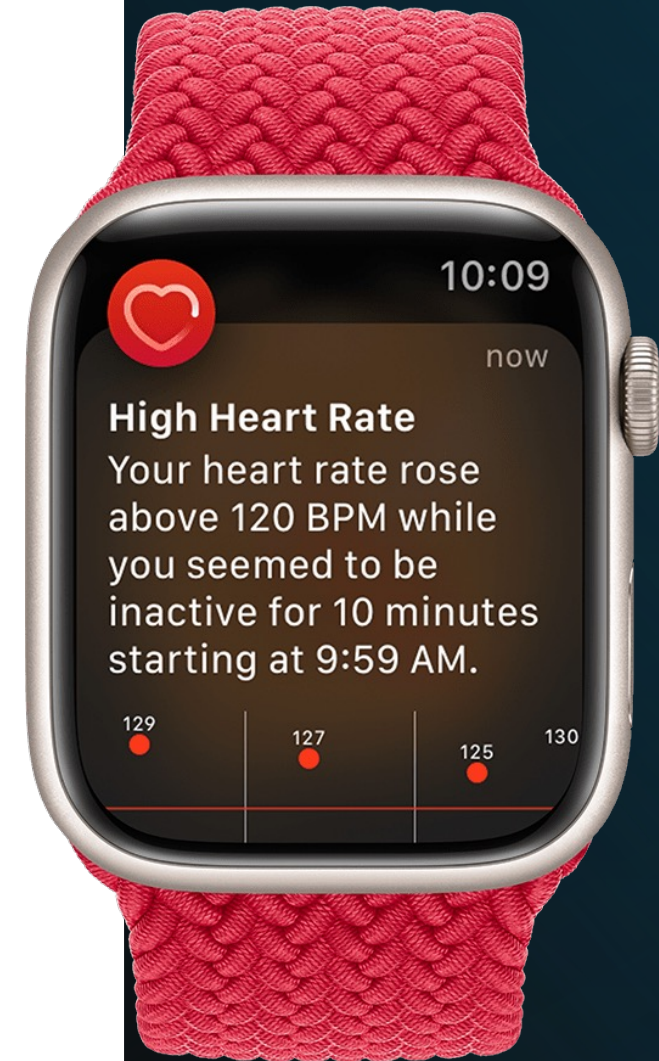 10:09
now
High Heart Rate
Your heart rate rose
above 120 BPM while
you seemed to be
inactive for 10 minutes
starting at 9:59 AM.
129
127
125
130